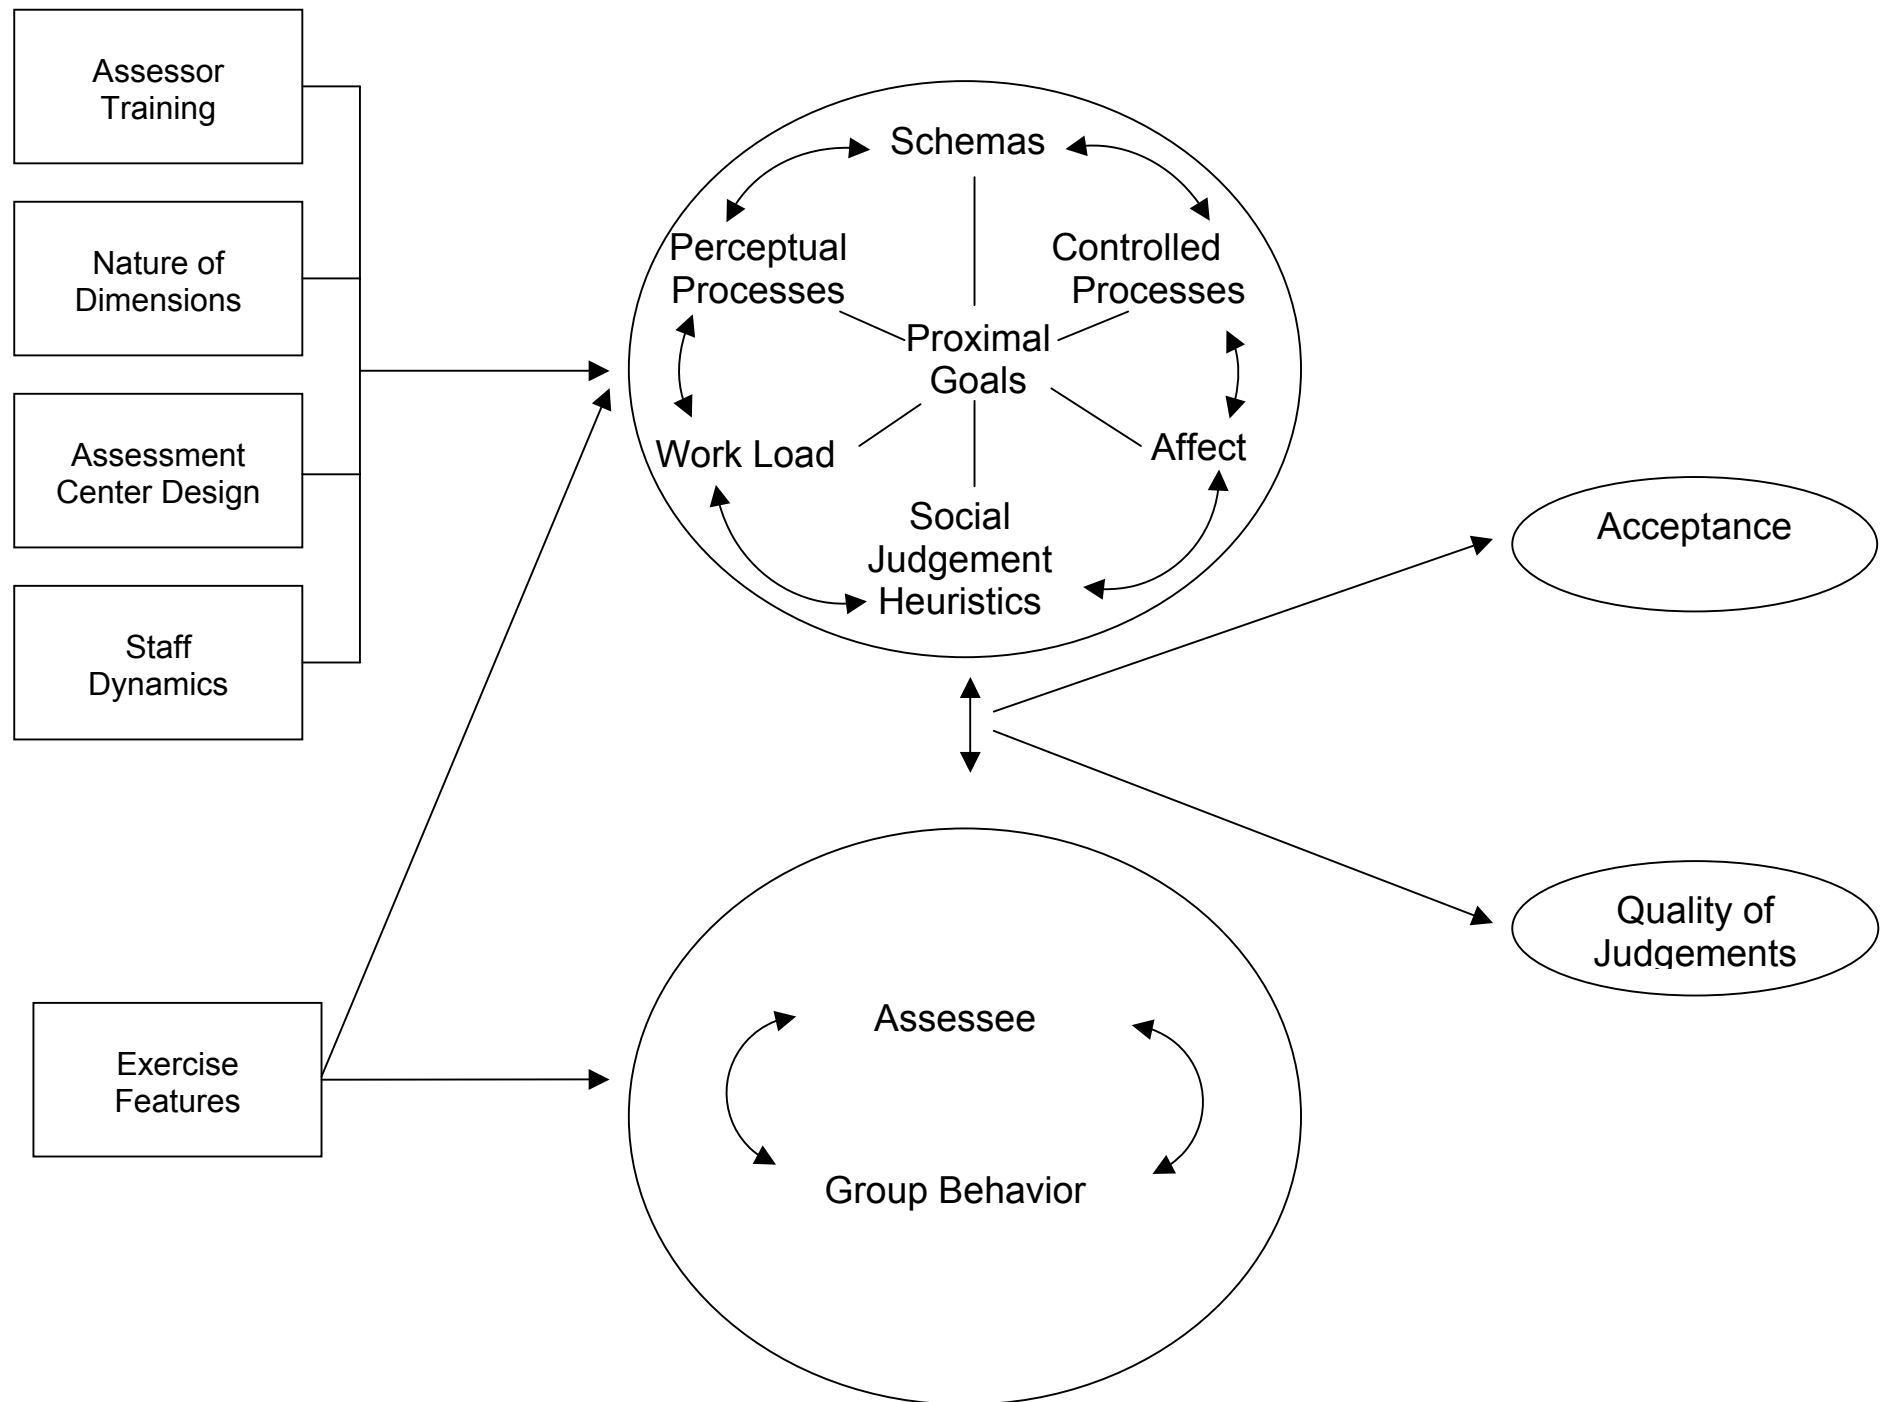 Assessor
Training
Nature of
Dimensions
Assessment
Center Design
Staff
Dynamics
Exercise
Features
Schemas
Perceptual
Processes
Controlled
Processes
Proximal
Goals
Work Load
Affect
Social
Judgement
Heuristics
Assessee
Group Behavior
Acceptance
Quality of
Judgements